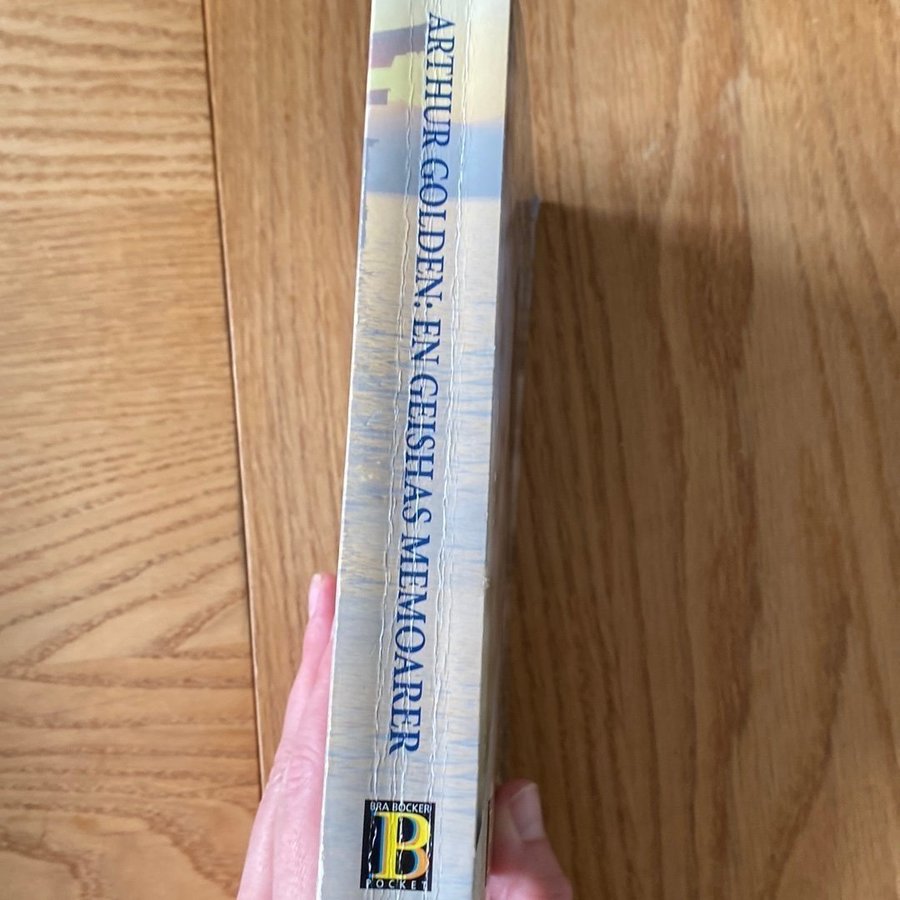 ARTHUR GOLDEN: EN GEISHAS MEMOARER
BRA BÖCKER
B
POCKET